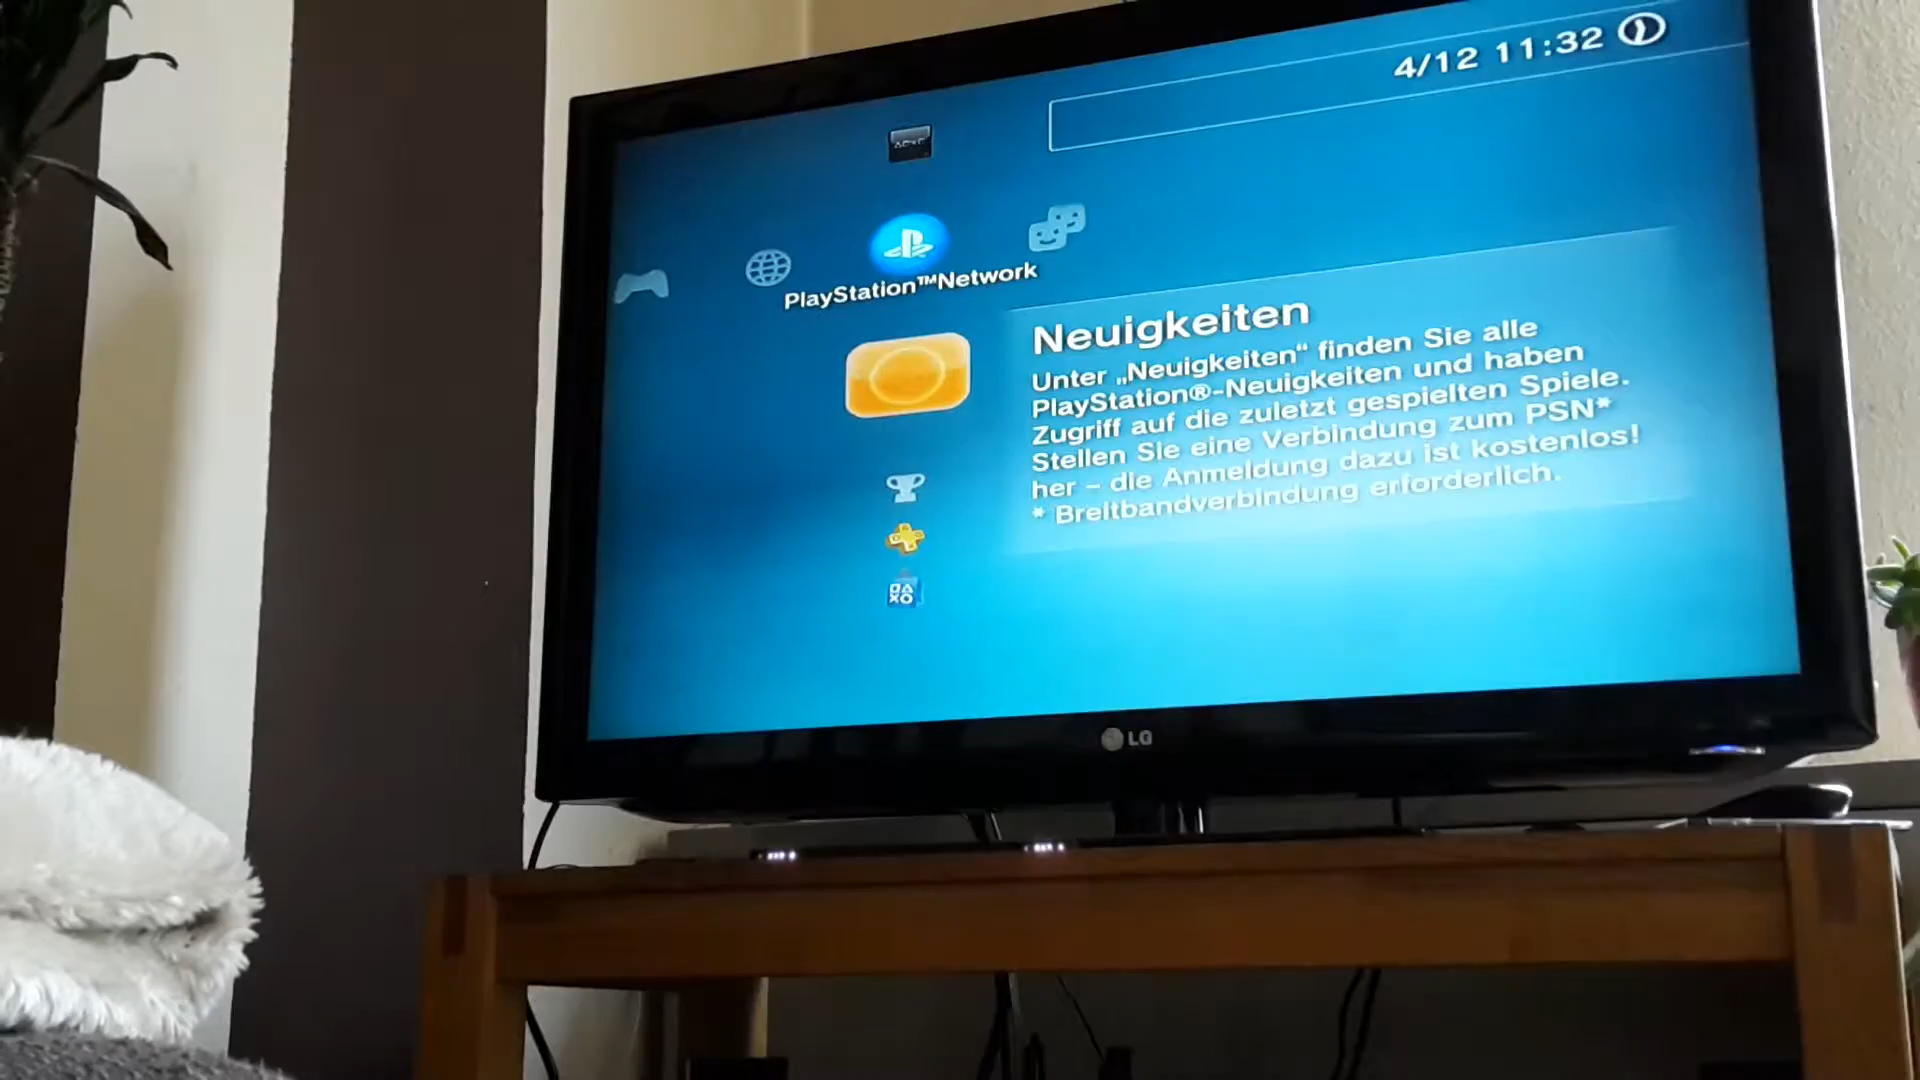 4/12 11:32
PlayStation™Network
Neuigkeiten
Unter „Neuigkeiten“ finden Sie alle
PlayStation®-Neuigkeiten und haben
Zugriff auf die zuletzt gespielten Spiele.
Stellen Sie eine Verbindung zum PSN*
her – die Anmeldung dazu ist kostenlos!
* Breitbandverbindung erforderlich.
LG